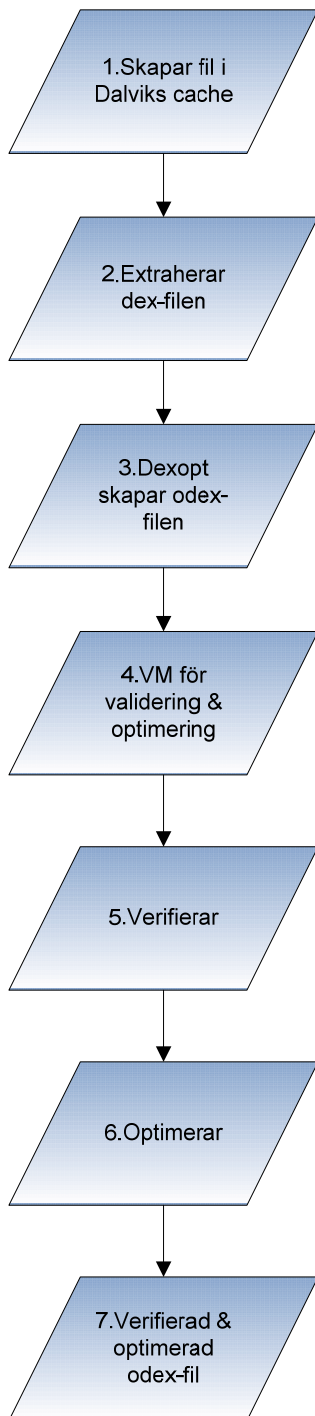 1.Skapar fil i
Dalviks cache
2.Extraherar
dex-filen
3.Dexopt
skapar odex-
filen
4.VM för
validering &
optimering
5.Verifierar
6.Optimerar
7.Verifierad &
optimerad
odex-fil